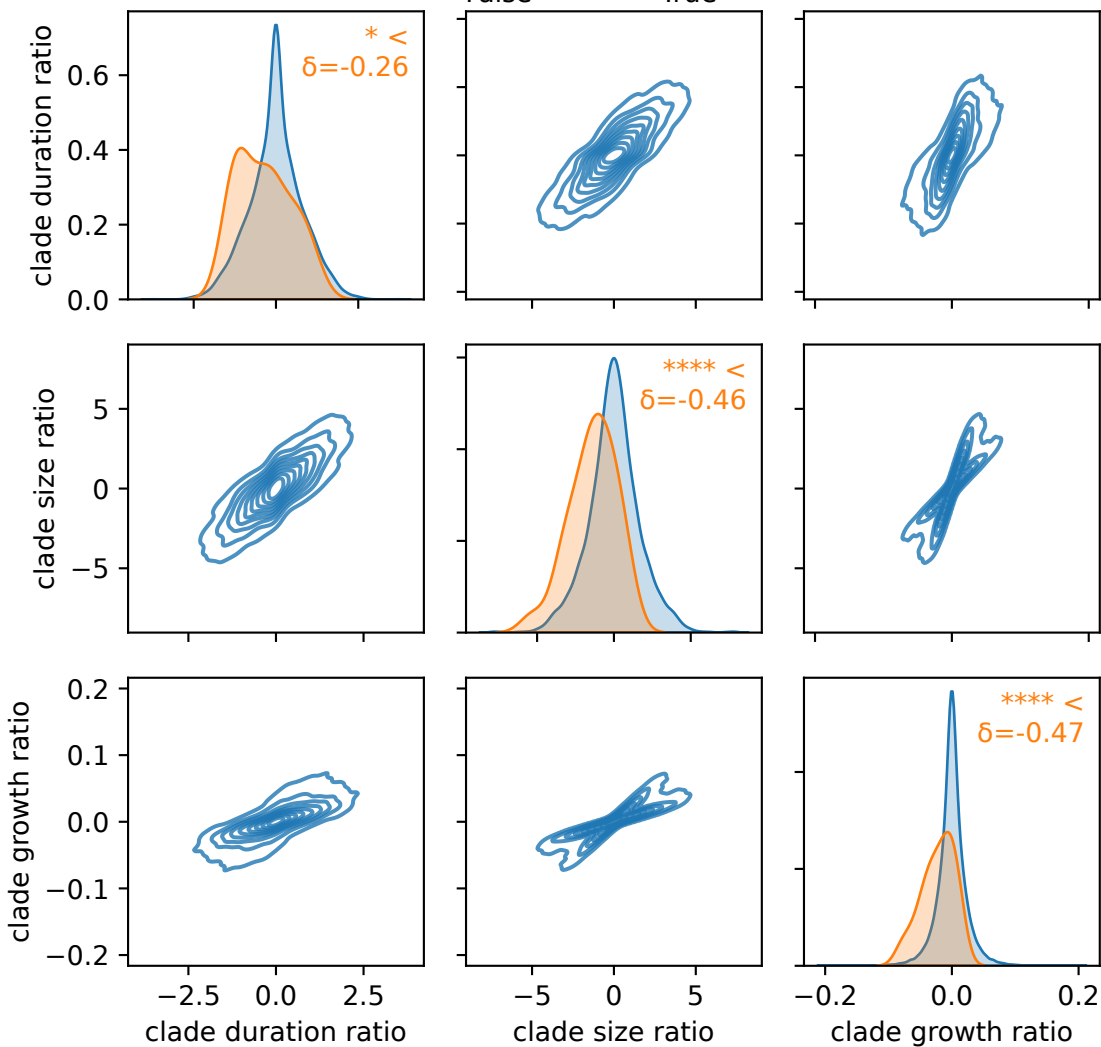 True
clade duration ratio
0.6
0.4
0.2
0.0
* <
δ=-0.26
clade size ratio
5
0
−5
**** <
δ=-0.46
clade growth ratio
0.2
0.1
0.0
−0.1
−0.2
**** <
δ=-0.47
−2.5 0.0 2.5
−5 0 5
−0.2 0.0 0.2
clade duration ratio
clade size ratio
clade growth ratio